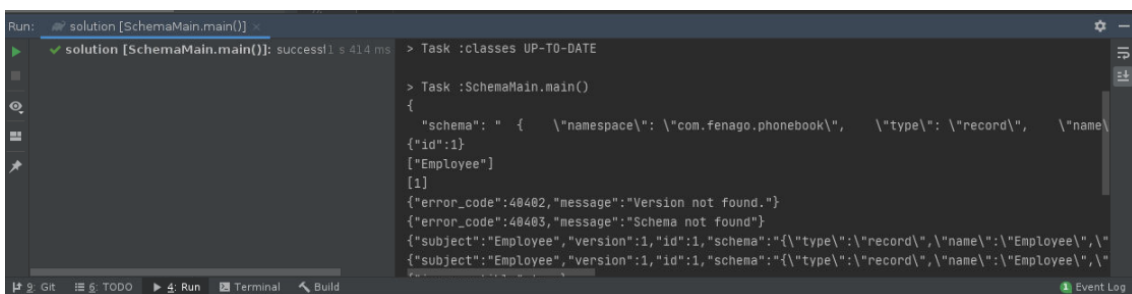 Run: solution [SchemaMain.main()] ×
solution [SchemaMain.main()]: successf 1 s 414 ms
> Task :classes UP-TO-DATE
> Task :SchemaMain.main()
{
"schema": " { \"namespace\": \"com.fenago.phonebook\", \"type\": \"record\", \"name\
{"id":1}
["Employee"]
[1]
{"error_code":40402,"message":"Version not found."}
{"error_code":40403,"message":"Schema not found"}
{"subject":"Employee","version":1,"id":1,"schema":"{\"type\":\"record\",\"name\":\"Employee\",\"
{"subject":"Employee","version":1,"id":1,"schema":"{\"type\":\"record\",\"name\":\"Employee\",\"
9: Git 6: TODO 4: Run Terminal Build 1 Event Log